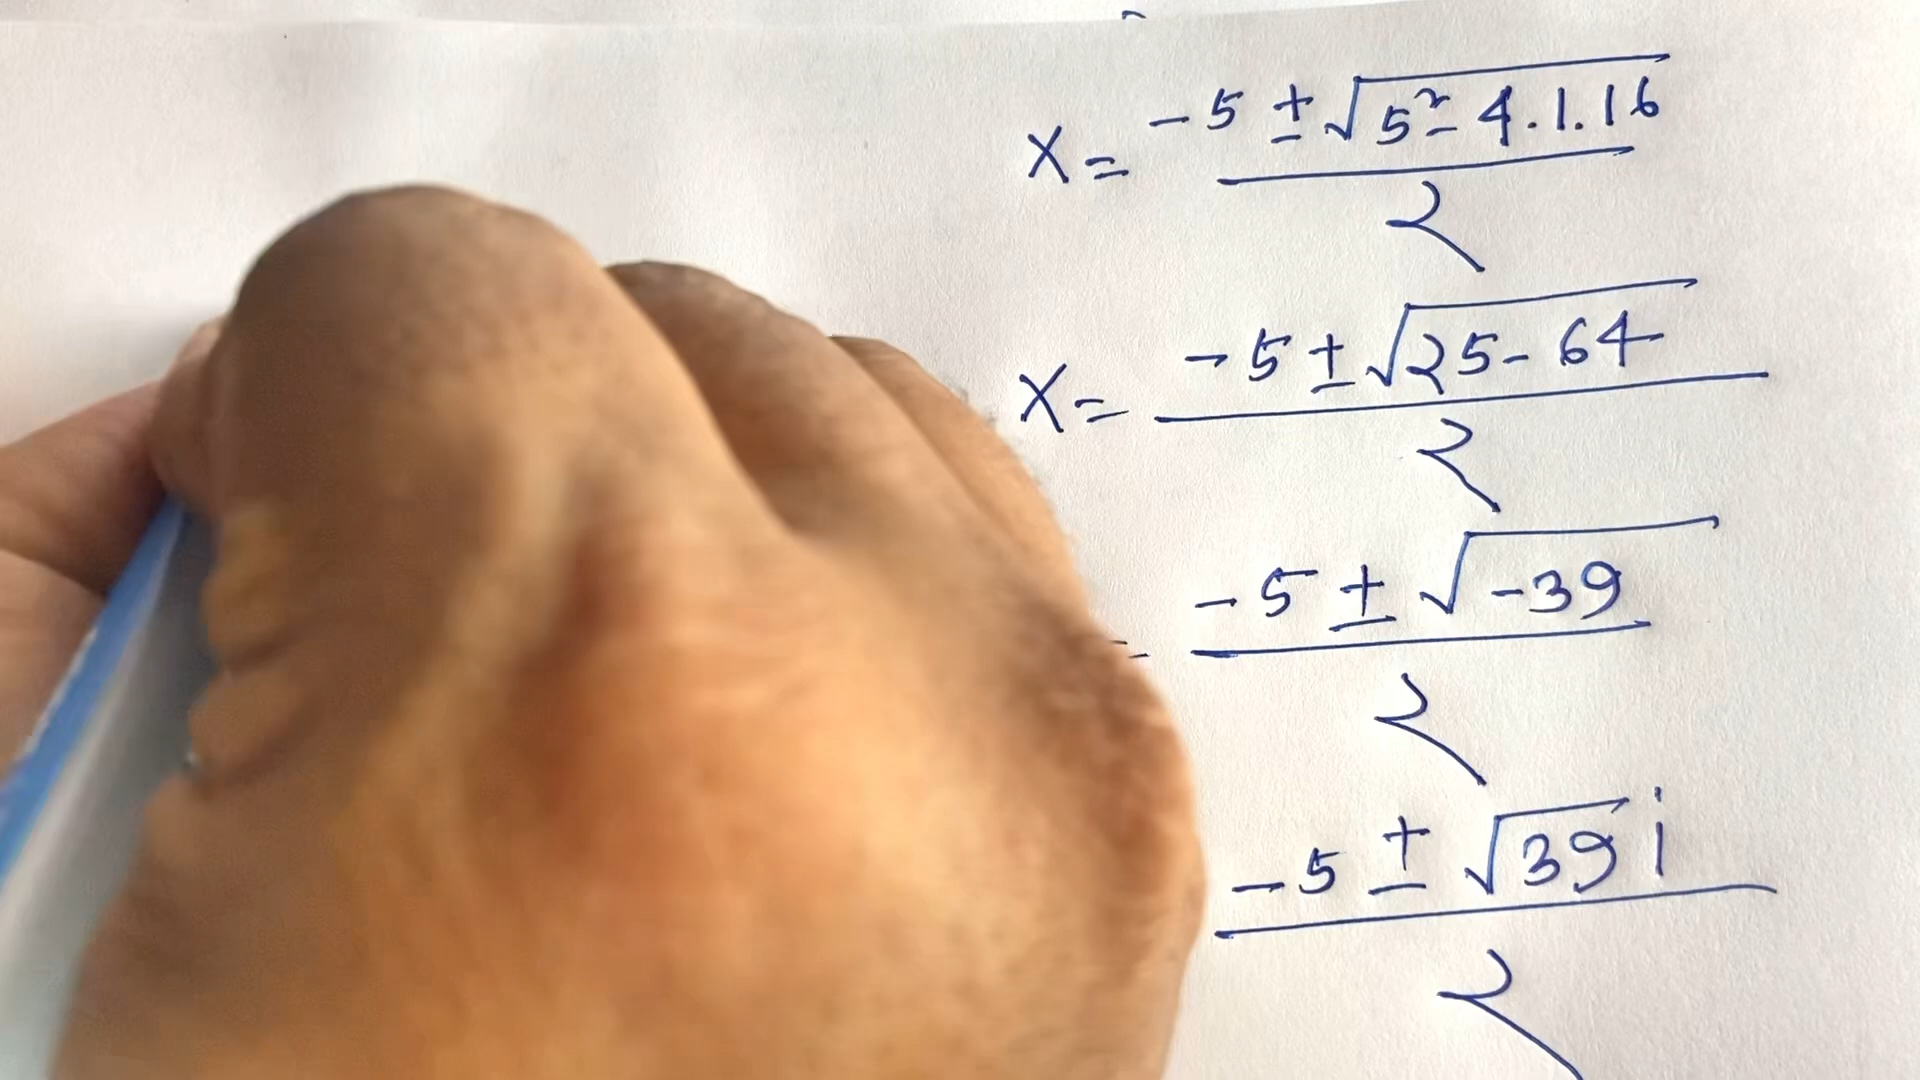 x = (-5 ± √(5² - 4.1.16)) / 2
x = (-5 ± √(25 - 64)) / 2
= (-5 ± √(-39)) / 2
(-5 ± √39 i) / 2